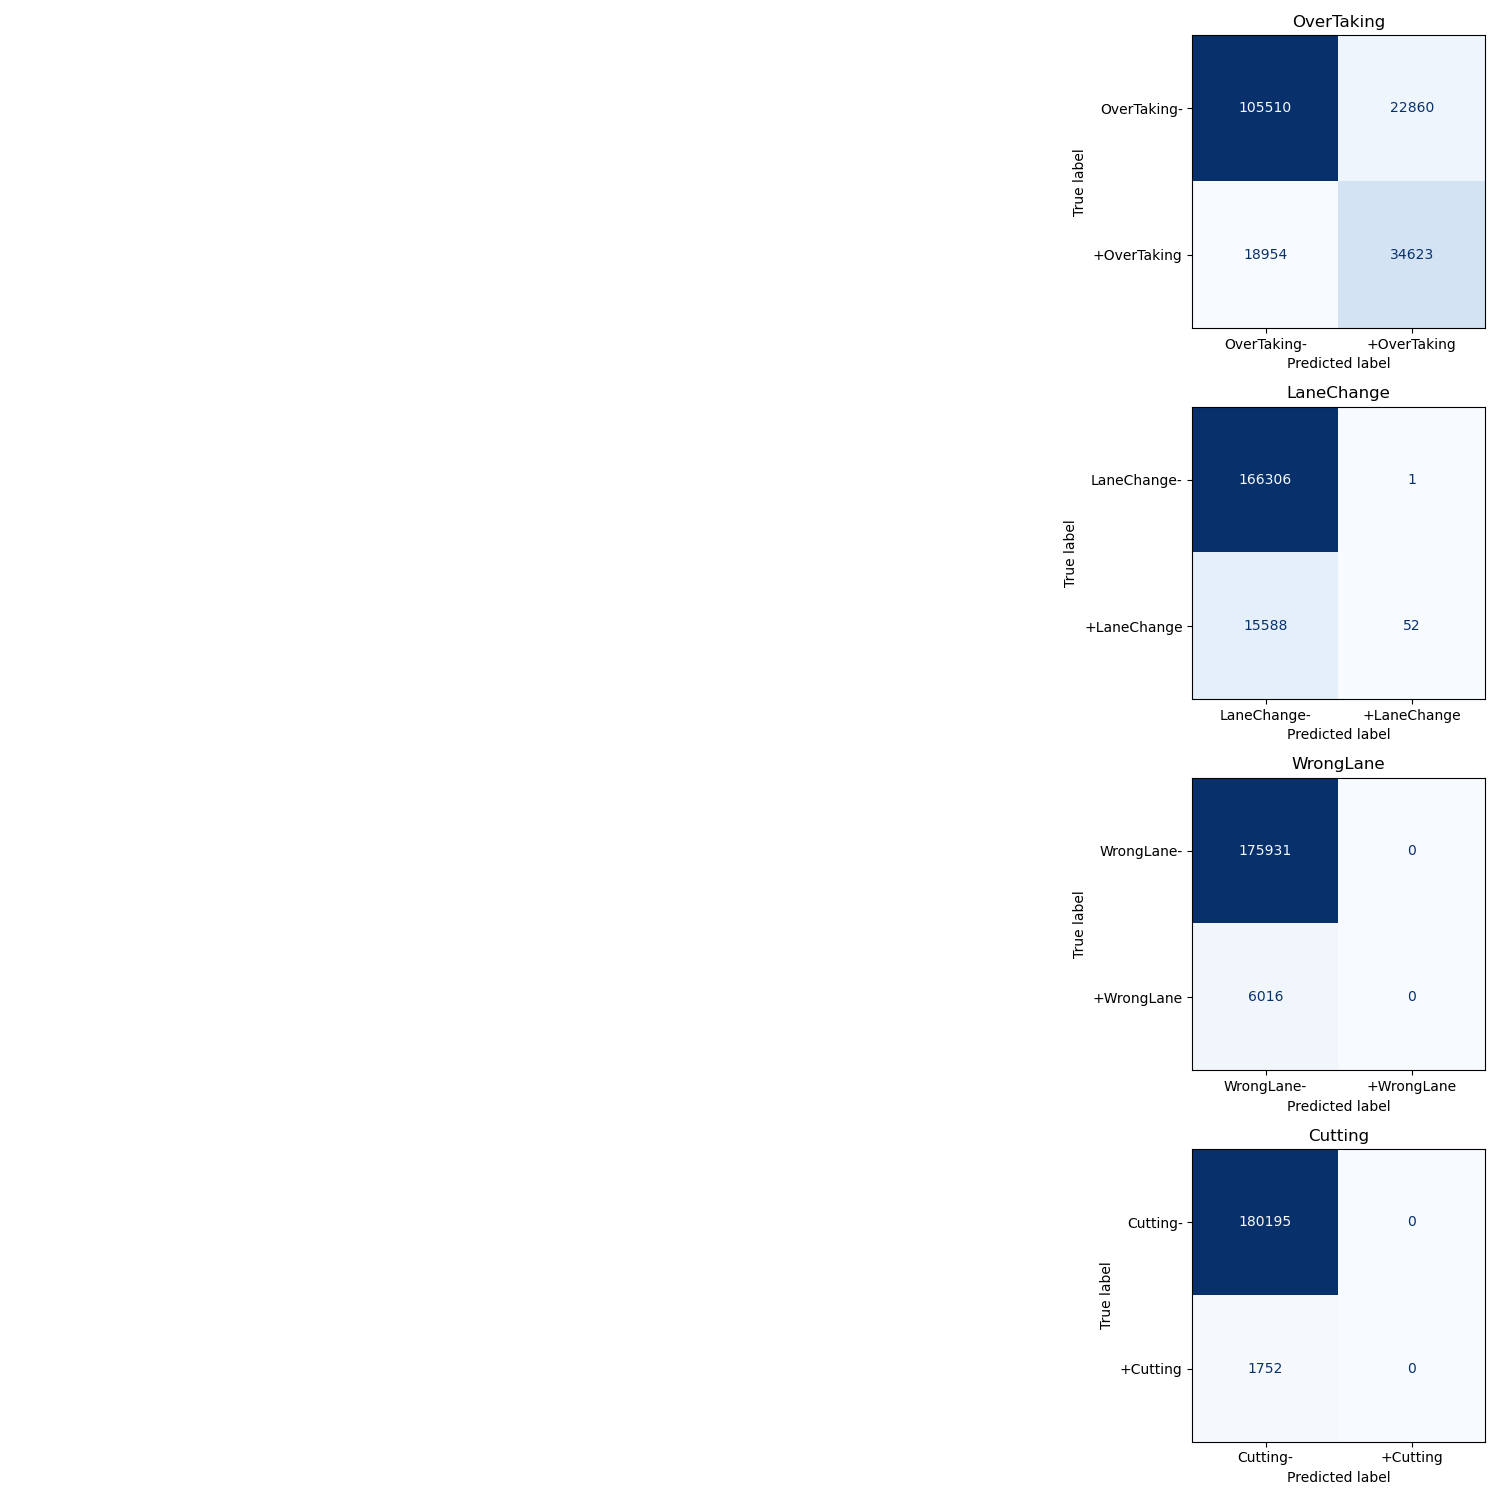 OverTaking
True label
OverTaking-
105510 22860
+OverTaking
18954 34623
OverTaking- +OverTaking
Predicted label
LaneChange
True label
LaneChange-
166306 1
+LaneChange
15588 52
LaneChange- +LaneChange
Predicted label
WrongLane
True label
WrongLane-
175931 0
+WrongLane
6016 0
WrongLane- +WrongLane
Predicted label
Cutting
True label
Cutting-
180195 0
+Cutting
1752 0
Cutting- +Cutting
Predicted label